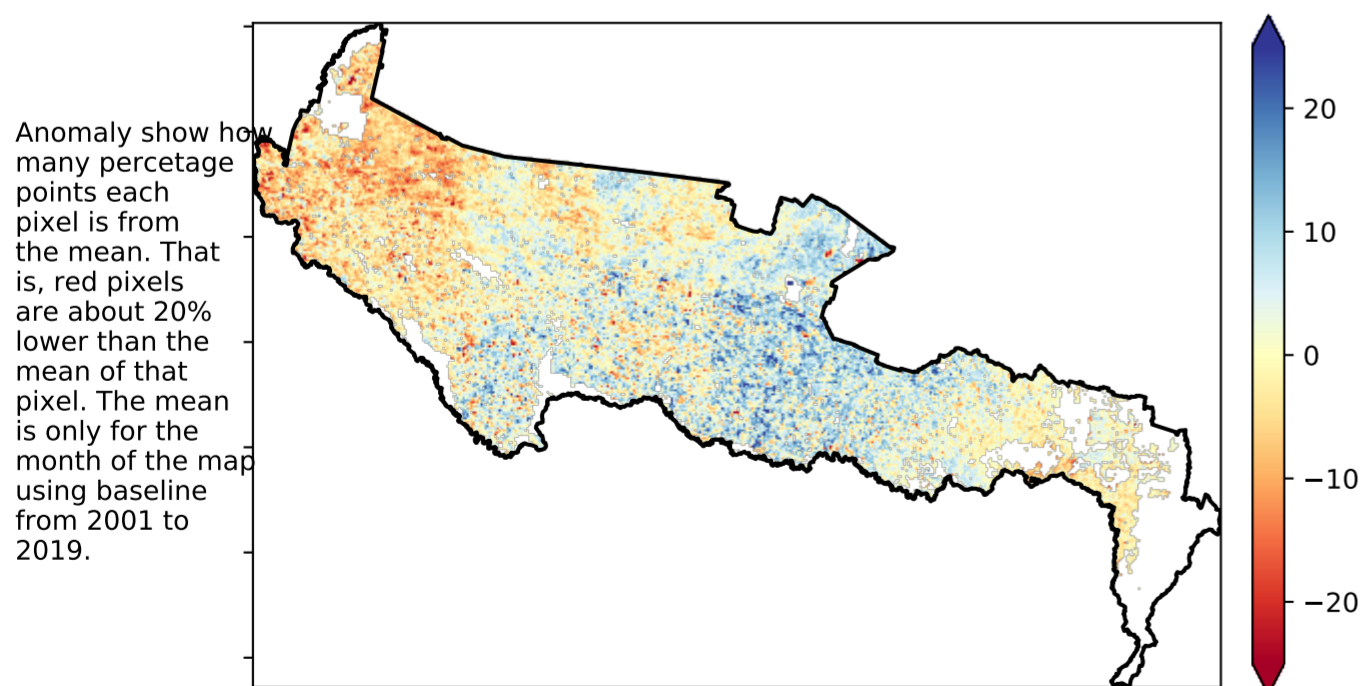 Anomaly show how
many percetage
points each
pixel is from
the mean. That
is, red pixels
are about 20%
lower than the
mean of that
pixel. The mean
is only for the
month of the map
using baseline
from 2001 to
2019.
20
10
0
−10
−20